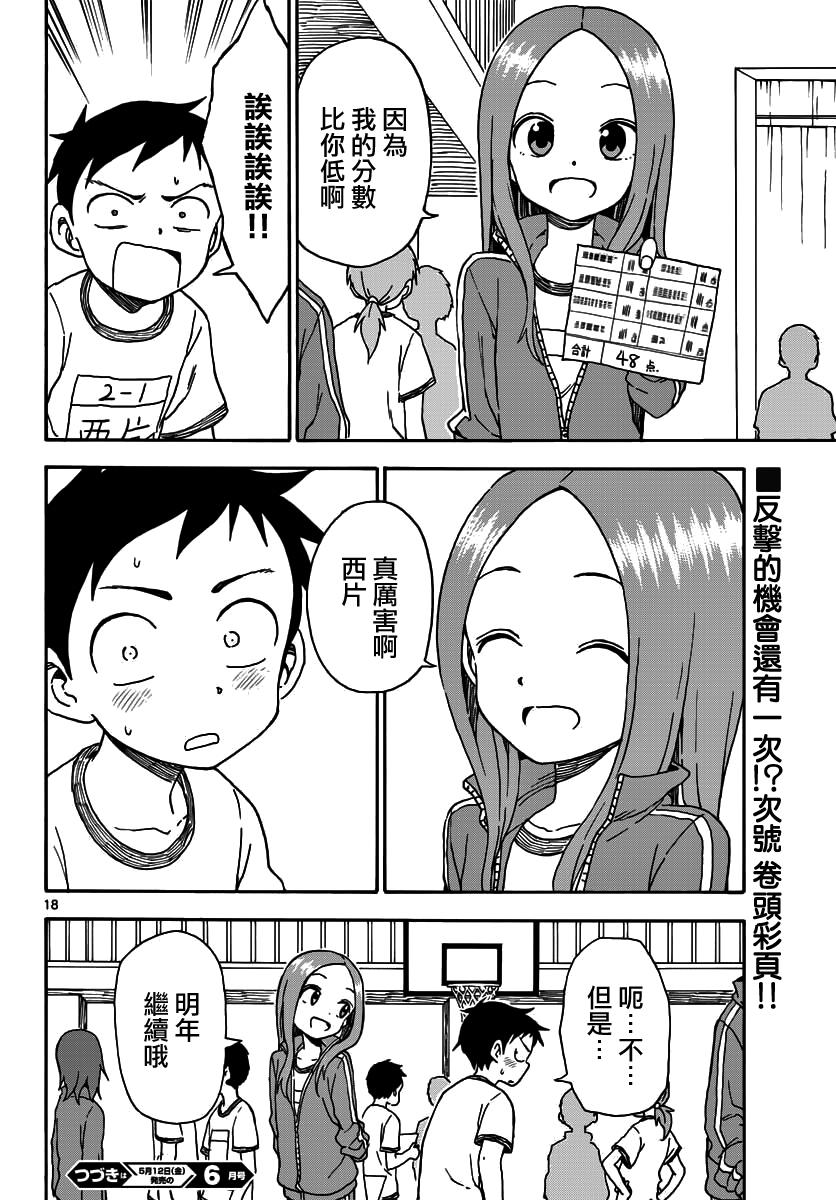 因為
我的分數
比你低啊
合計 48点.
誒誒誒誒!!
2-1
西片
真厲害啊
西片
■反擊的機會還有一次!?次號 卷頭彩頁!!
18
呃…不…
但是…
明年
繼續哦
つづきは
5月12日(金)
発売の
6月号